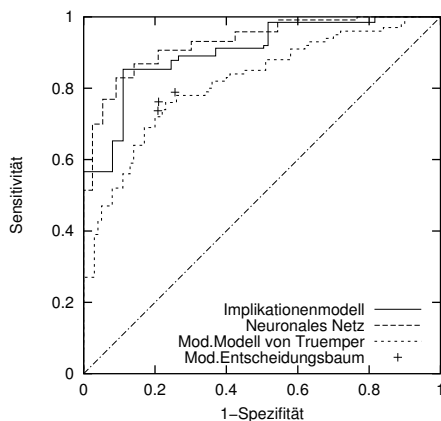 1
0.8
0.6
0.4
0.2
0
Sensitivität
Implikationenmodell
Neuronales Netz
Mod.Modell von Truemper
Mod.Entscheidungsbaum
0
0.2
0.4
0.6
0.8
1
1−Spezifität